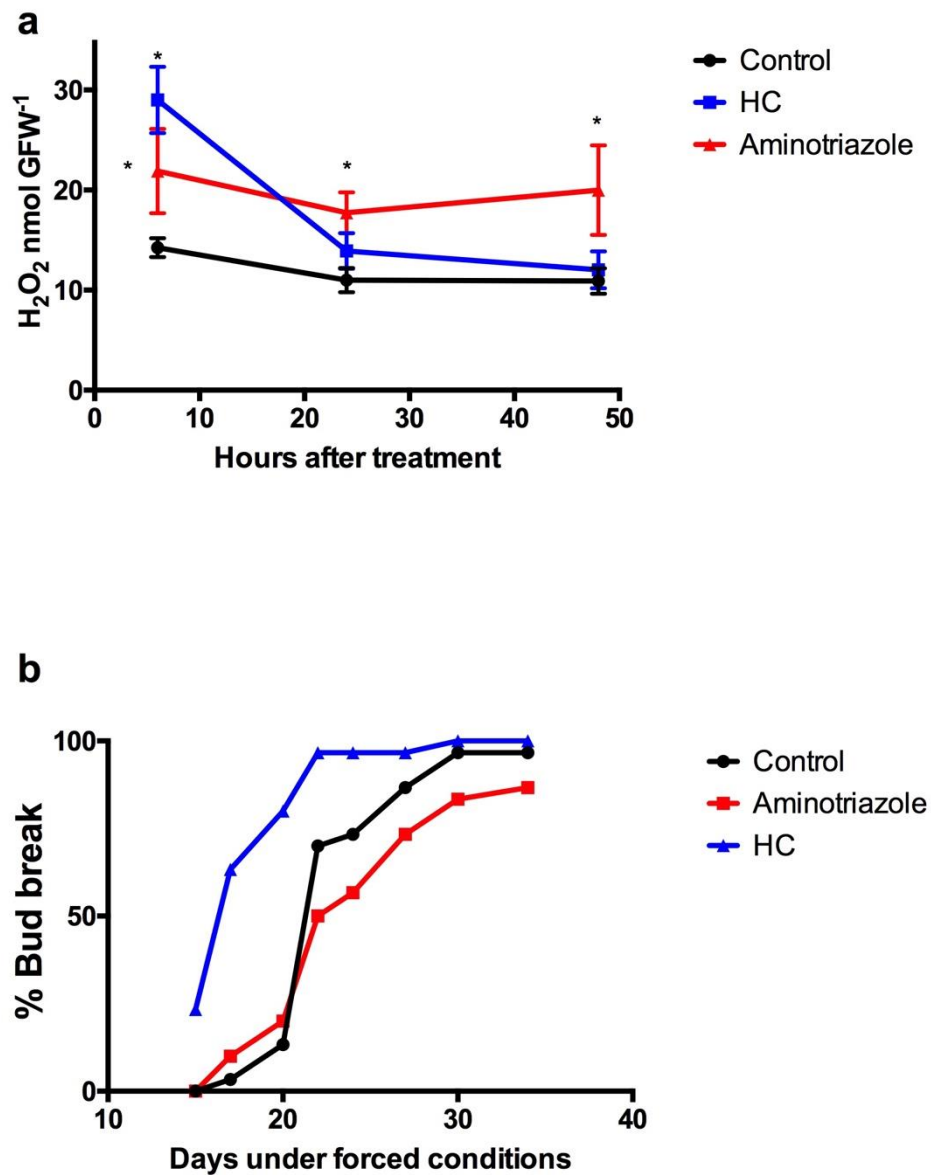 a
H₂O₂ nmol GFW⁻¹
30
20
10
0
*
*
*
*
0 10 20 30 40 50
Hours after treatment
Control
HC
Aminotriazole
b
% Bud break
100
50
0
10 20 30 40
Days under forced conditions
Control
Aminotriazole
HC